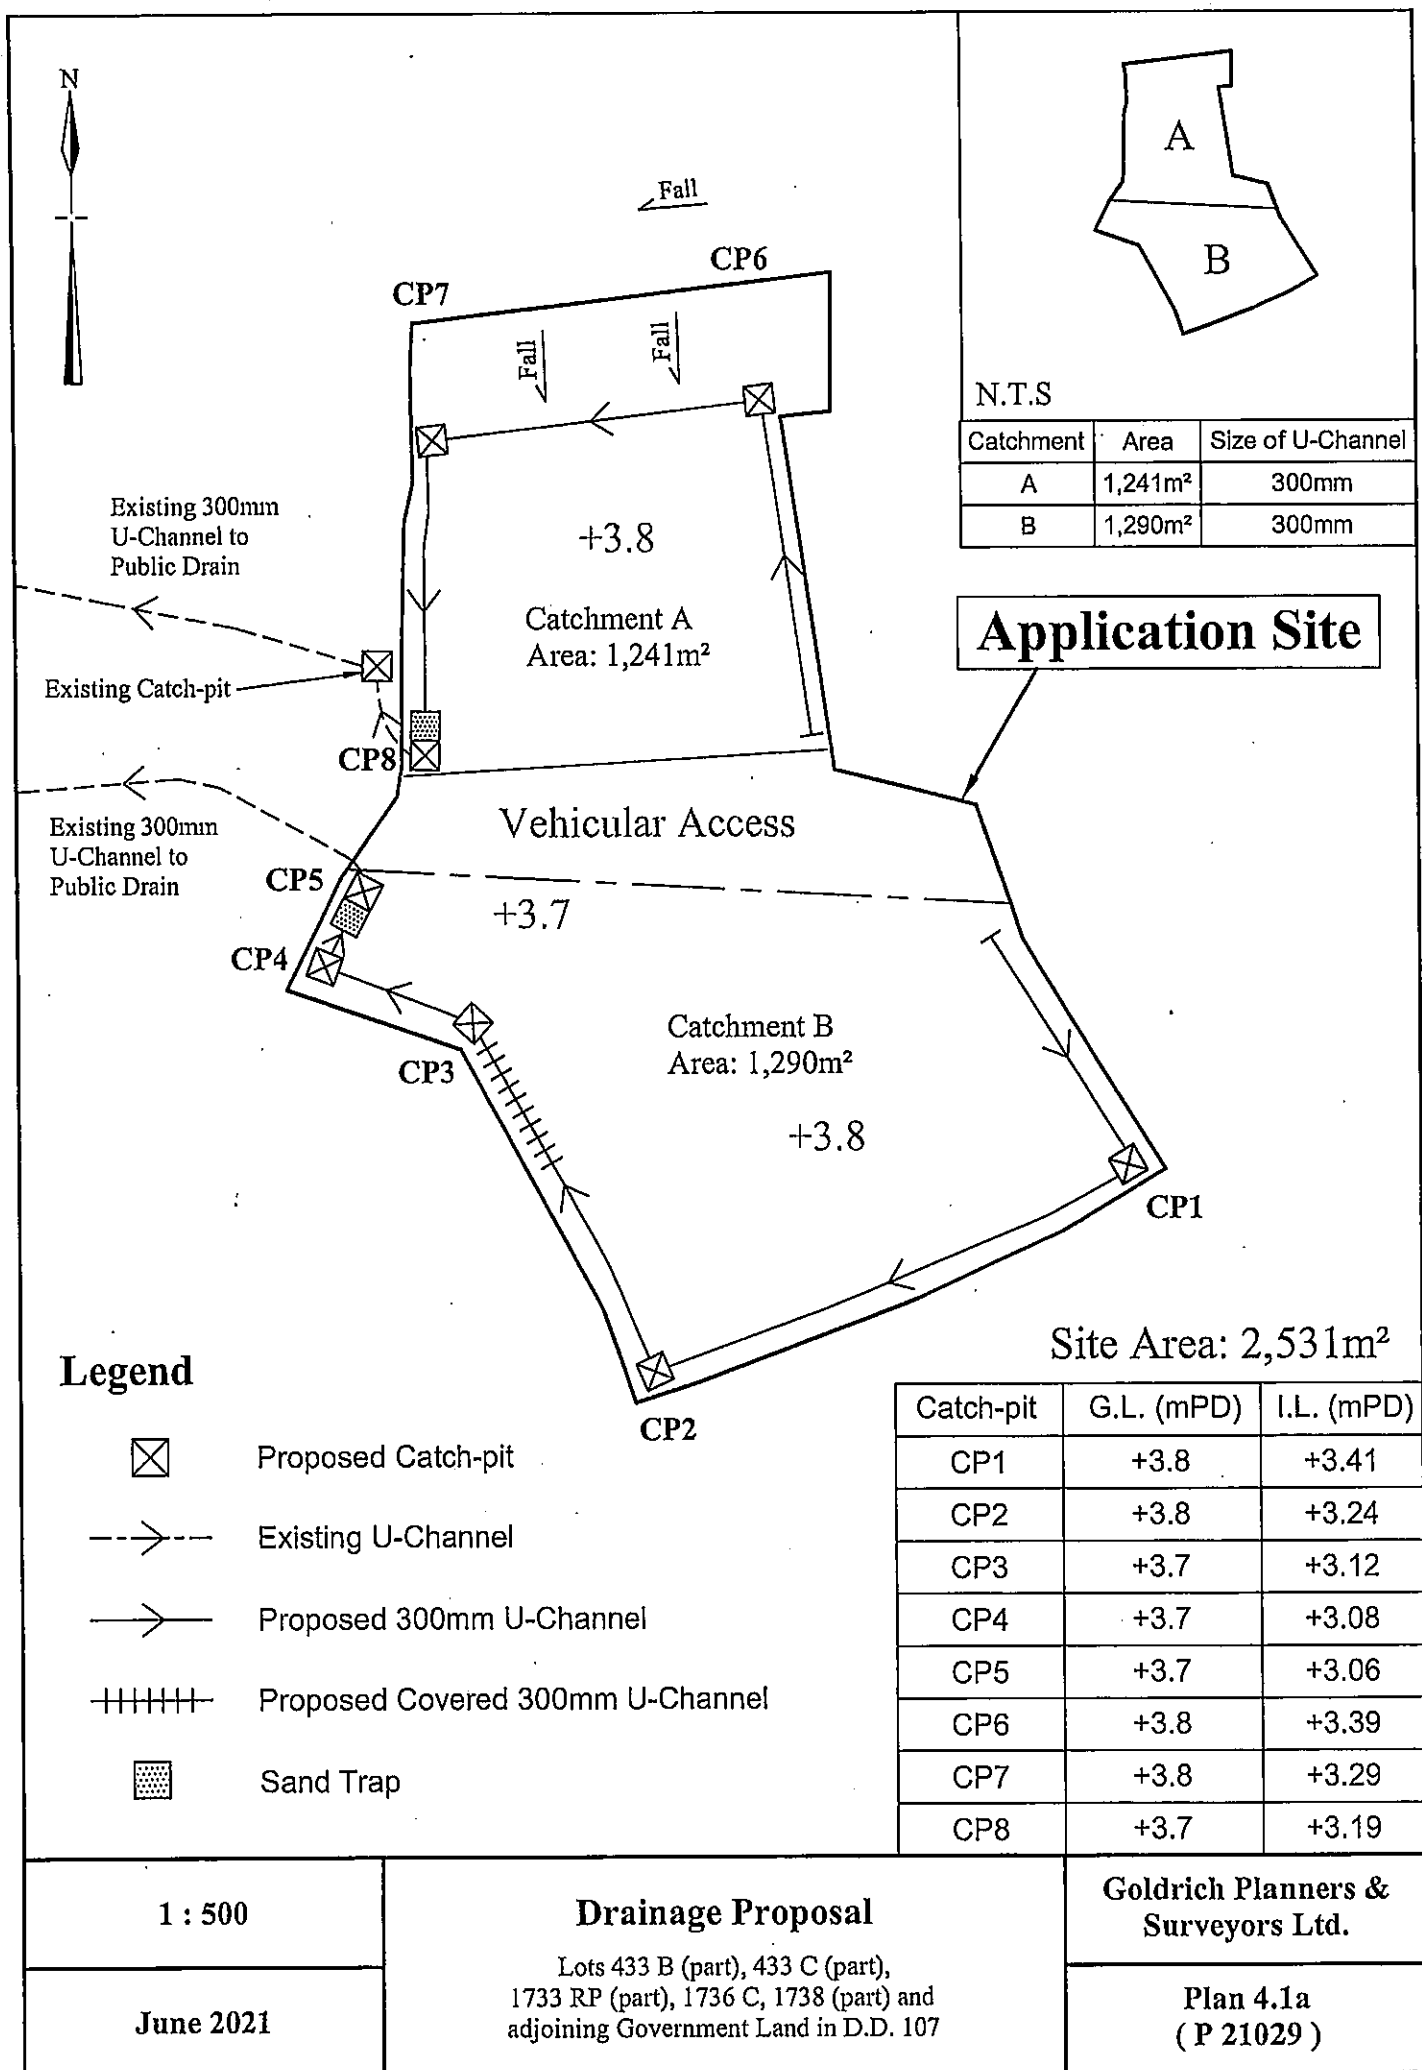 N
Fall
CP6
CP7
Fall
Fall
A
B
N.T.S
Catchment Area Size of U-Channel
A 1,241m² 300mm
B 1,290m² 300mm
Existing 300mm
U-Channel to
Public Drain
+3.8
Catchment A
Area: 1,241m²
Application Site
Existing Catch-pit
CP8
Existing 300mm
U-Channel to
Public Drain
Vehicular Access
CP5
+3.7
CP4
CP3
Catchment B
Area: 1,290m²
+3.8
CP1
CP2
Site Area: 2,531m²
Legend
Proposed Catch-pit
Existing U-Channel
Proposed 300mm U-Channel
Proposed Covered 300mm U-Channel
Sand Trap
Catch-pit G.L. (mPD) I.L. (mPD)
CP1 +3.8 +3.41
CP2 +3.8 +3.24
CP3 +3.7 +3.12
CP4 +3.7 +3.08
CP5 +3.7 +3.06
CP6 +3.8 +3.39
CP7 +3.8 +3.29
CP8 +3.7 +3.19
1 : 500
June 2021
Drainage Proposal
Lots 433 B (part), 433 C (part),
1733 RP (part), 1736 C, 1738 (part) and
adjoining Government Land in D.D. 107
Goldrich Planners &
Surveyors Ltd.
Plan 4.1a
( P 21029 )